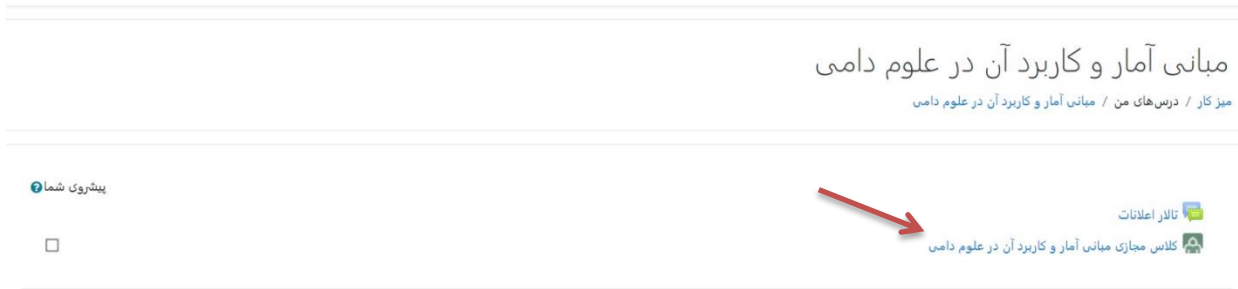 مبانی آمار و کاربرد آن در علوم دامی
میز کار / درس‌های من / مبانی آمار و کاربرد آن در علوم دامی
پیشروی شما
تالار اعلانات
کلاس مجازی مبانی آمار و کاربرد آن در علوم دامی